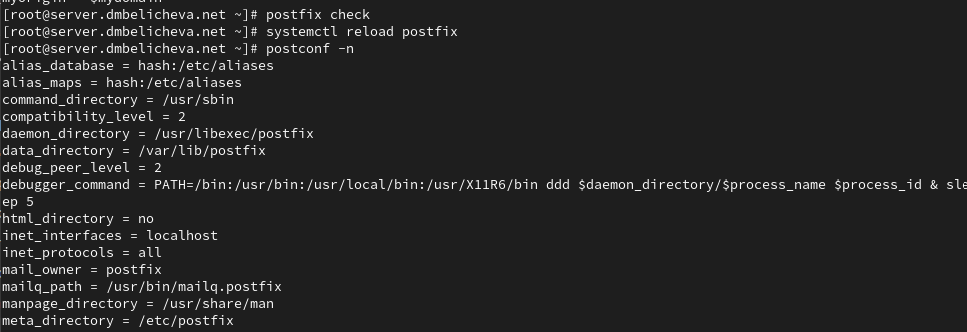 myorigin = $mydomain
[root@server.dmbelicheva.net ~]# postfix check
[root@server.dmbelicheva.net ~]# systemctl reload postfix
[root@server.dmbelicheva.net ~]# postconf -n
alias_database = hash:/etc/aliases
alias_maps = hash:/etc/aliases
command_directory = /usr/sbin
compatibility_level = 2
daemon_directory = /usr/libexec/postfix
data_directory = /var/lib/postfix
debug_peer_level = 2
debugger_command = PATH=/bin:/usr/bin:/usr/local/bin:/usr/X11R6/bin ddd $daemon_directory/$process_name $process_id & sle
ep 5
html_directory = no
inet_interfaces = localhost
inet_protocols = all
mail_owner = postfix
mailq_path = /usr/bin/mailq.postfix
manpage_directory = /usr/share/man
meta_directory = /etc/postfix